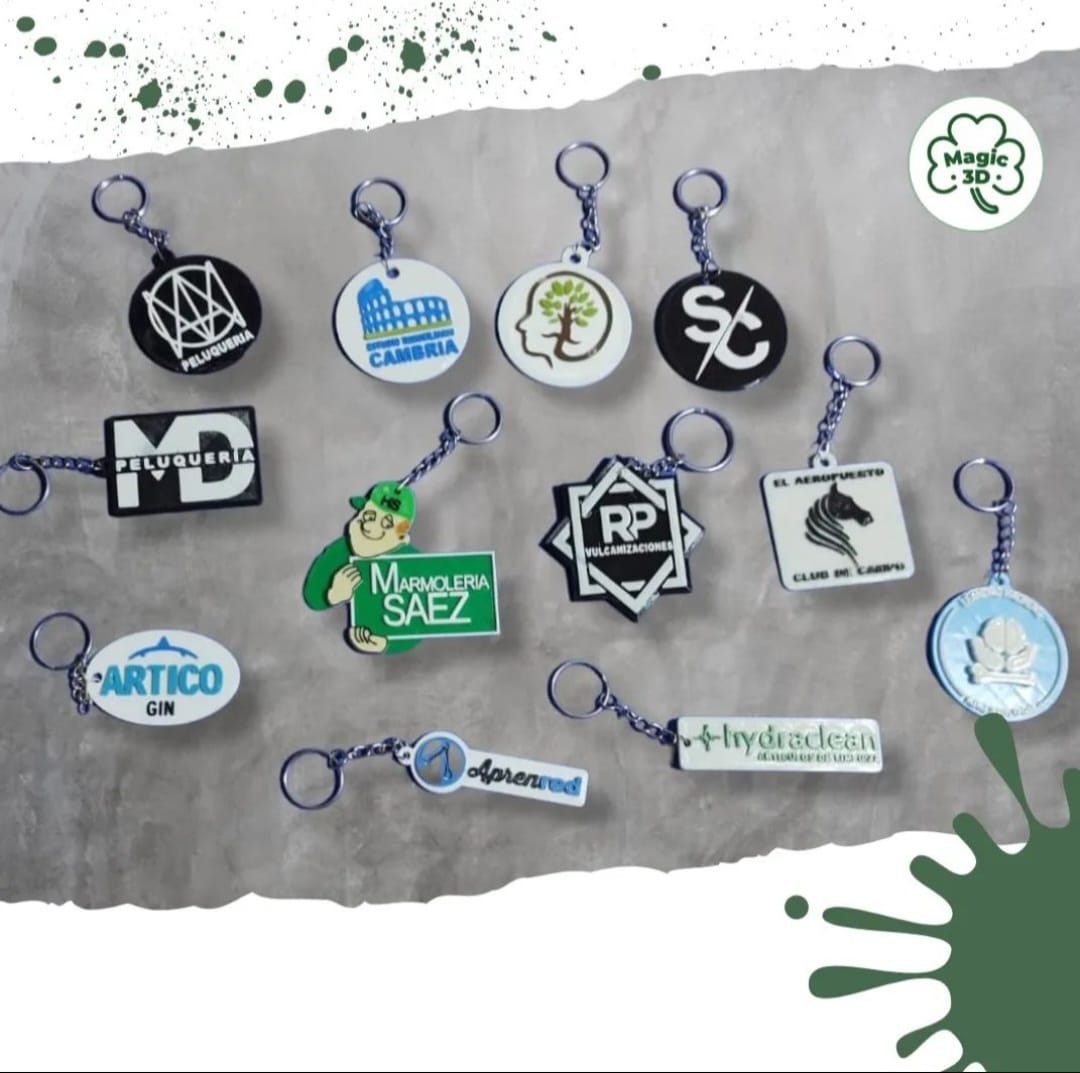 Magic
3D
PELUQUERIA
CAMBRIA
SC
MD
PELUQUERIA
HS
MARMOLERIA
SAEZ
RP
VULCANIZACIONES
EL AEROPUERTO
CLUB DE CAMPO
ARTICO
GIN
Aprenred
hydraclean